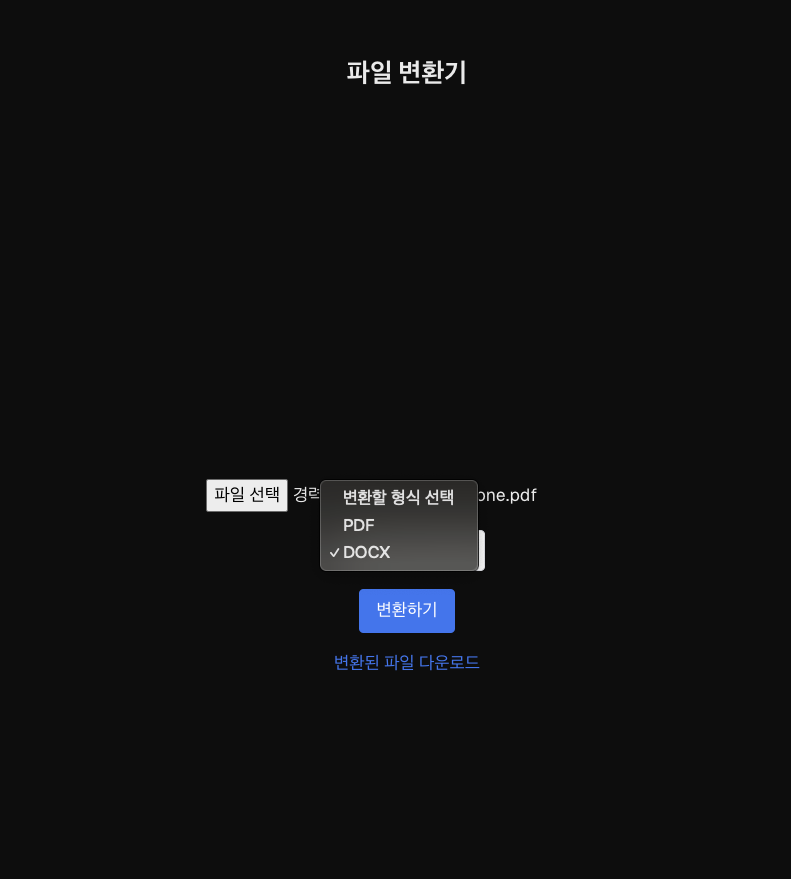 파일 변환기
파일 선택 경력 one.pdf
변환할 형식 선택
PDF
✓ DOCX
변환하기
변환된 파일 다운로드